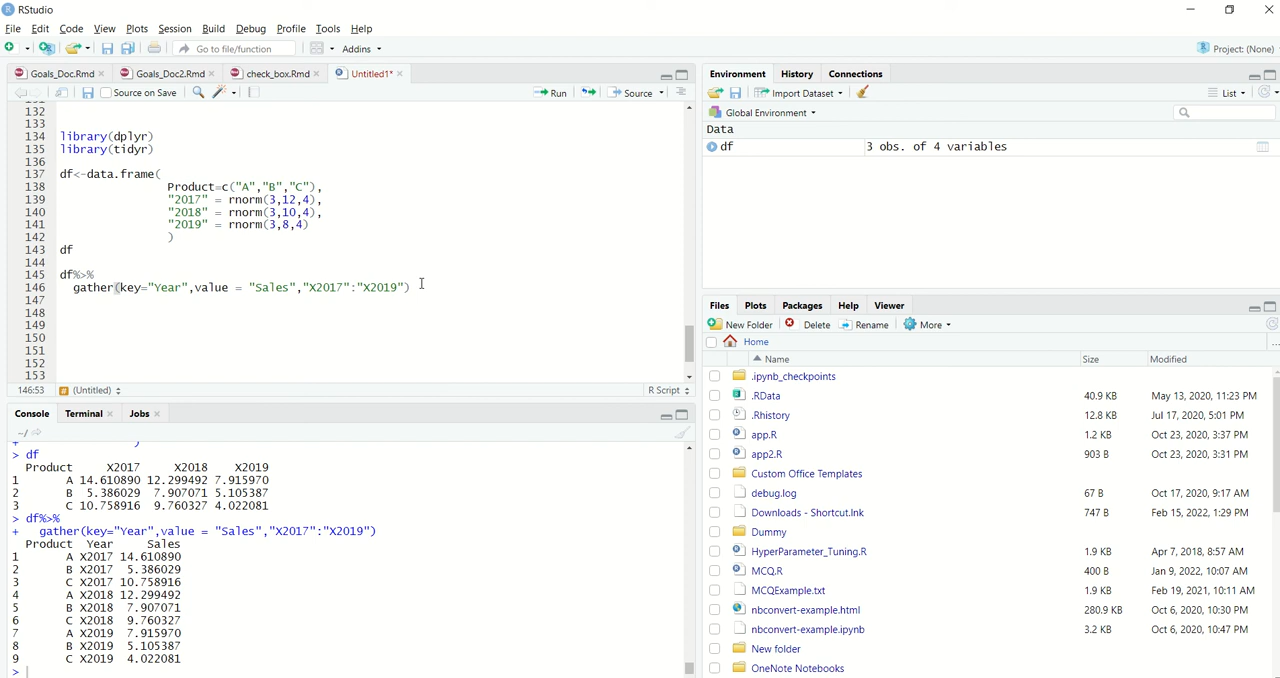 RStudio
File Edit Code View Plots Session Build Debug Profile Tools Help
Go to file/function Addins Project: (None)
Goals_Doc.Rmd Goals_Doc2.Rmd check_box.Rmd Untitled1*
Source on Save Run Source
132
133
134 library(dplyr)
135 library(tidyr)
136
137 df<-data.frame(
138 Product=c("A","B","C"),
139 "2017" = rnorm(3,12,4),
140 "2018" = rnorm(3,10,4),
141 "2019" = rnorm(3,8,4)
142 )
143 df
144
145 df%>%
146 gather(key="Year",value = "Sales","X2017":"X2019")
147
148
149
150
151
152
153
146:53 (Untitled) R Script
Console Terminal Jobs
~/
+ )
> df
Product X2017 X2018 X2019
1 A 14.610890 12.299492 7.915970
2 B 5.386029 7.907071 5.105387
3 C 10.758916 9.760327 4.022081
> df%>%
+ gather(key="Year",value = "Sales","X2017":"X2019")
Product Year Sales
1 A X2017 14.610890
2 B X2017 5.386029
3 C X2017 10.758916
4 A X2018 12.299492
5 B X2018 7.907071
6 C X2018 9.760327
7 A X2019 7.915970
8 B X2019 5.105387
9 C X2019 4.022081
>
Environment History Connections
Import Dataset List
Global Environment
Data
df 3 obs. of 4 variables
Files Plots Packages Help Viewer
New Folder Delete Rename More
Home ...
Name Size Modified
.ipynb_checkpoints
.RData 40.9 KB May 13, 2020, 11:23 PM
.Rhistory 12.8 KB Jul 17, 2020, 5:01 PM
app.R 1.2 KB Oct 23, 2020, 3:37 PM
app2.R 903 B Oct 23, 2020, 3:31 PM
Custom Office Templates
debug.log 67 B Oct 17, 2020, 9:17 AM
Downloads - Shortcut.lnk 747 B Feb 15, 2022, 1:29 PM
Dummy
HyperParameter_Tuning.R 1.9 KB Apr 7, 2018, 8:57 AM
MCQ.R 400 B Jan 9, 2022, 10:07 AM
MCQExample.txt 1.9 KB Feb 19, 2021, 10:11 AM
nbconvert-example.html 280.9 KB Oct 6, 2020, 10:30 PM
nbconvert-example.ipynb 3.2 KB Oct 6, 2020, 10:47 PM
New folder
OneNote Notebooks